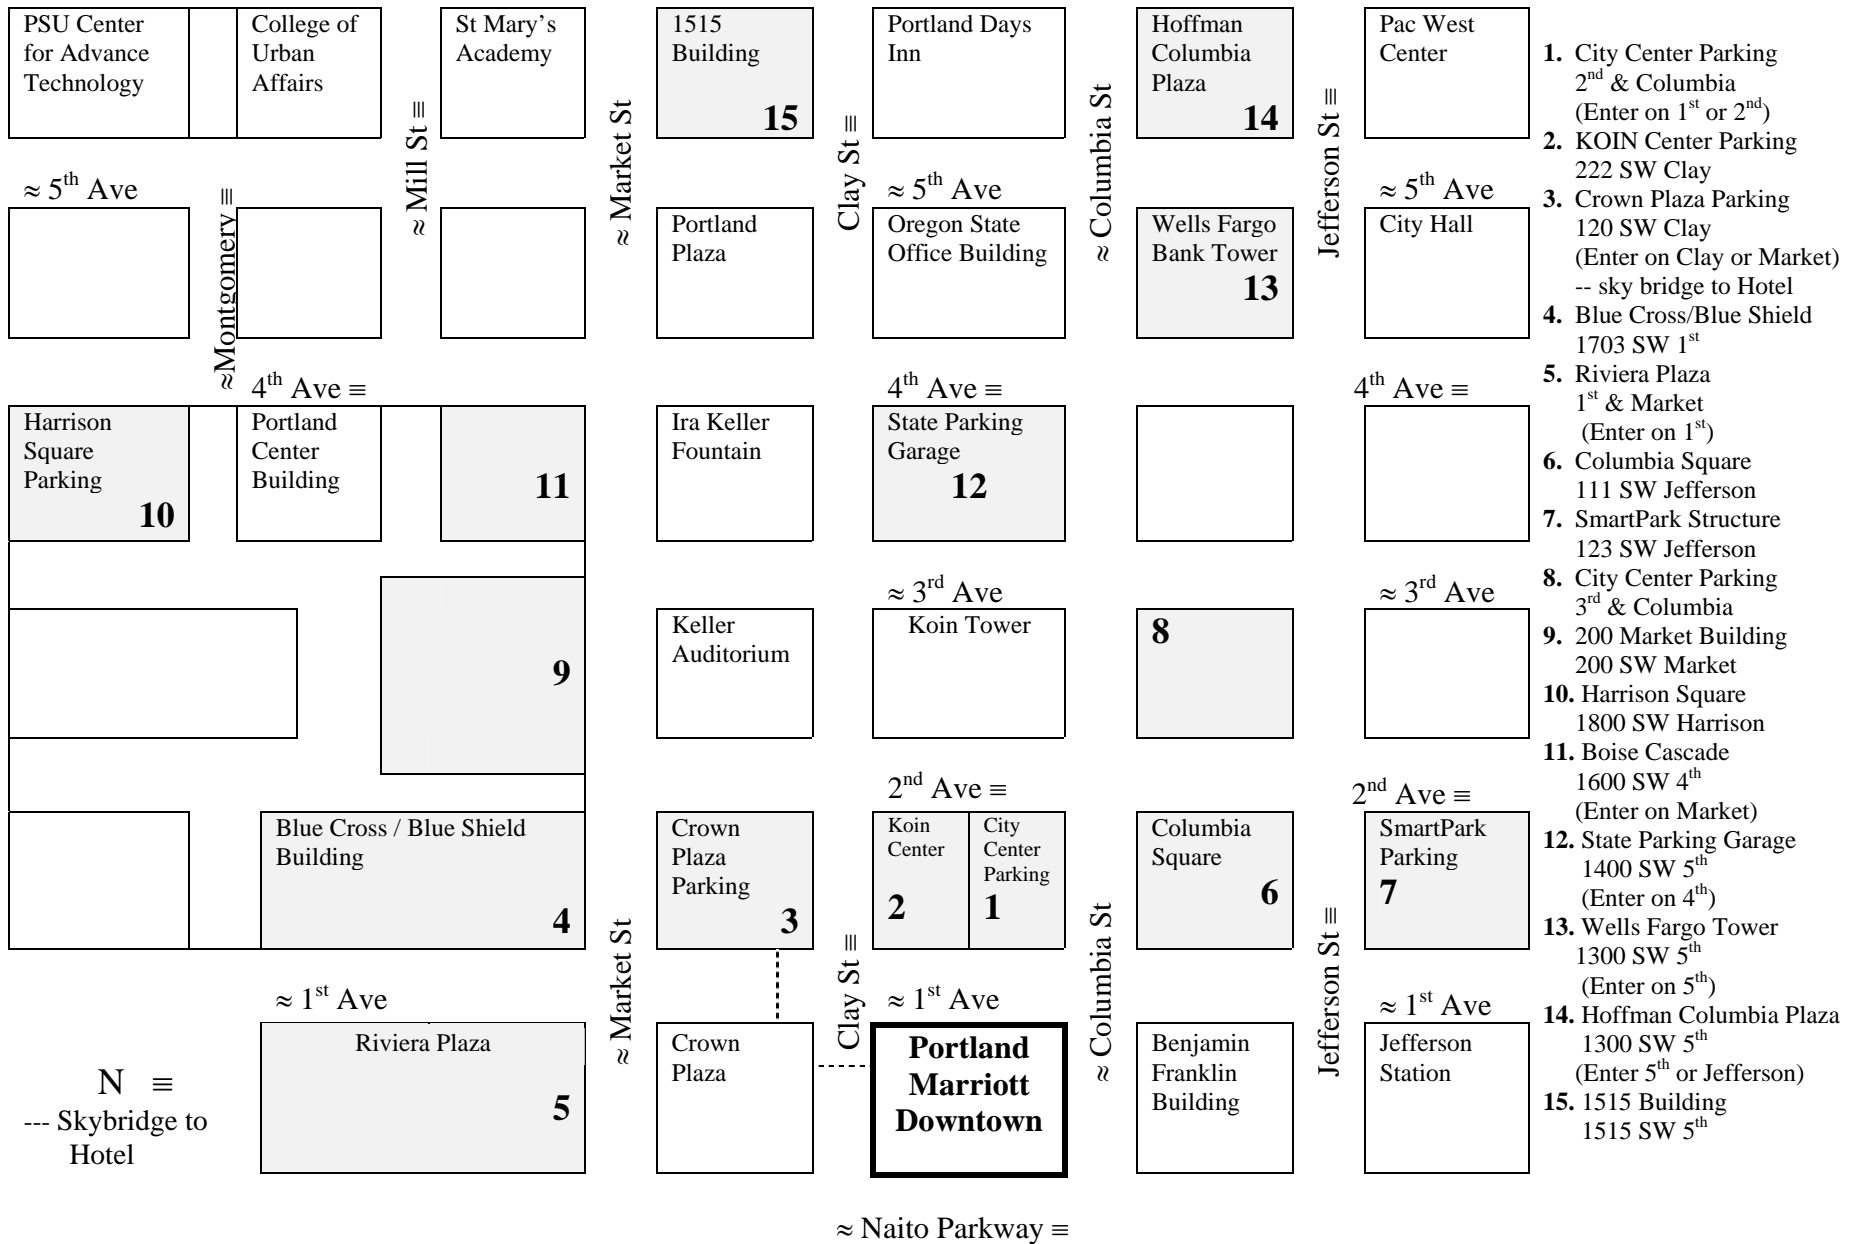 PSU Center
for Advance
Technology
College of
Urban
Affairs
St Mary’s
Academy
1515
Building
15
Portland Days
Inn
Hoffman
Columbia
Plaza
14
Pac West
Center
≈ Mill St ≡
≈ Market St
Clay St ≡
≈ Columbia St
Jefferson St ≡
≈ 5th Ave
≈ 5th Ave
≈ 5th Ave
≈Montgomery ≡
Portland
Plaza
Oregon State
Office Building
Wells Fargo
Bank Tower
13
City Hall
4th Ave ≡
4th Ave ≡
4th Ave ≡
Harrison
Square
Parking
10
Portland
Center
Building
11
Ira Keller
Fountain
State Parking
Garage
12
≈ 3rd Ave
≈ 3rd Ave
9
Keller
Auditorium
Koin Tower
8
2nd Ave ≡
2nd Ave ≡
Blue Cross / Blue Shield
Building
4
Crown
Plaza
Parking
3
Koin
Center
2
City
Center
Parking
1
Columbia
Square
6
SmartPark
Parking
7
≈ Market St
Clay St ≡
≈ Columbia St
Jefferson St ≡
≈ 1st Ave
≈ 1st Ave
≈ 1st Ave
Riviera Plaza
5
Crown
Plaza
Portland
Marriott
Downtown
Benjamin
Franklin
Building
Jefferson
Station
N ≡
--- Skybridge to
Hotel
≈ Naito Parkway ≡
1. City Center Parking
2nd & Columbia
(Enter on 1st or 2nd)
2. KOIN Center Parking
222 SW Clay
3. Crown Plaza Parking
120 SW Clay
(Enter on Clay or Market)
-- sky bridge to Hotel
4. Blue Cross/Blue Shield
1703 SW 1st
5. Riviera Plaza
1st & Market
(Enter on 1st)
6. Columbia Square
111 SW Jefferson
7. SmartPark Structure
123 SW Jefferson
8. City Center Parking
3rd & Columbia
9. 200 Market Building
200 SW Market
10. Harrison Square
1800 SW Harrison
11. Boise Cascade
1600 SW 4th
(Enter on Market)
12. State Parking Garage
1400 SW 5th
(Enter on 4th)
13. Wells Fargo Tower
1300 SW 5th
(Enter on 5th)
14. Hoffman Columbia Plaza
1300 SW 5th
(Enter 5th or Jefferson)
15. 1515 Building
1515 SW 5th